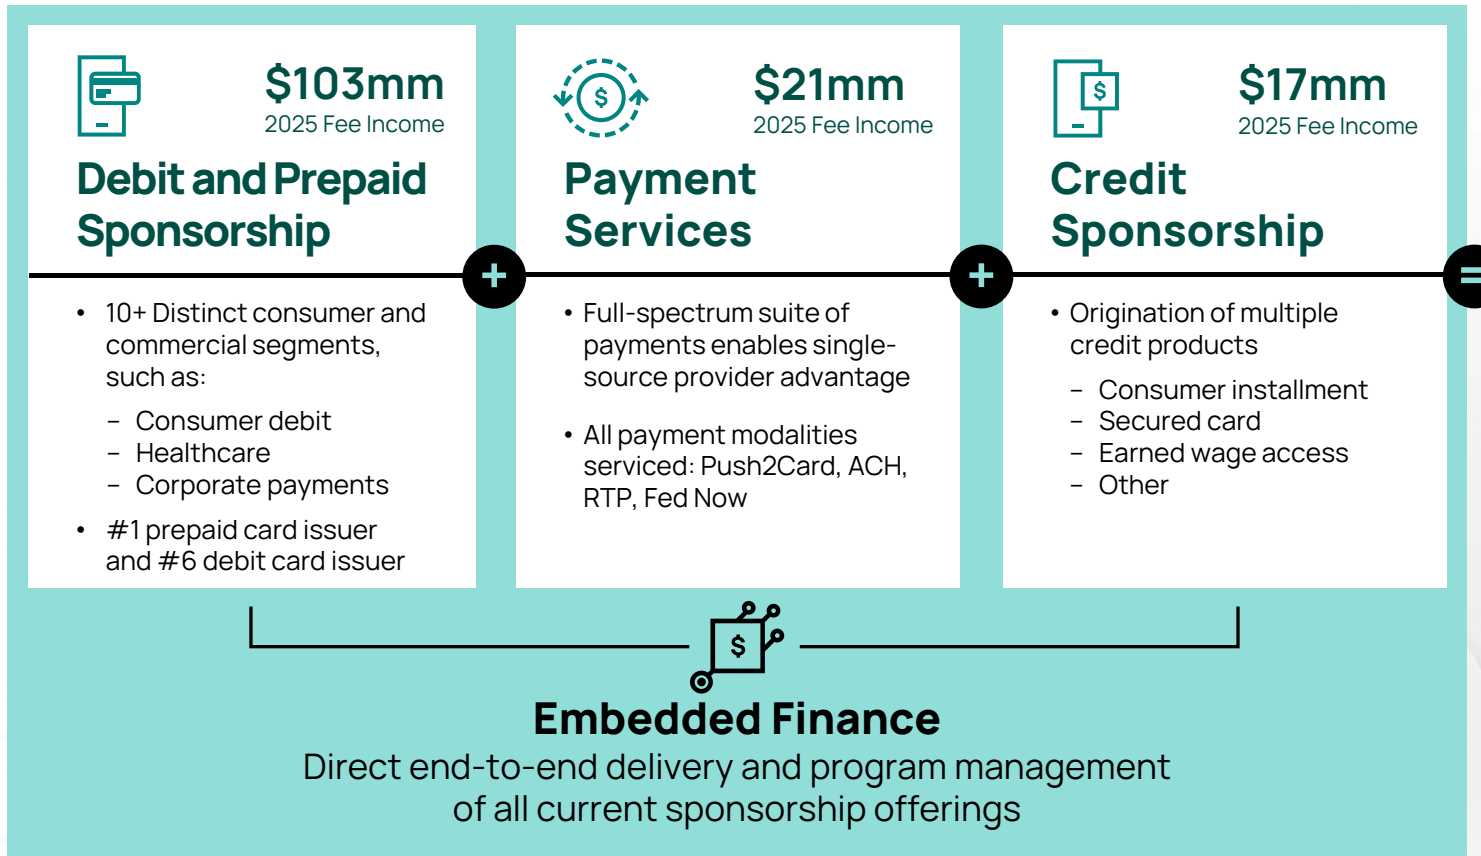 $103mm
2025 Fee Income
Debit and Prepaid
Sponsorship
• 10+ Distinct consumer and
commercial segments,
such as:
– Consumer debit
– Healthcare
– Corporate payments
• #1 prepaid card issuer
and #6 debit card issuer
+
$21mm
2025 Fee Income
Payment
Services
• Full-spectrum suite of
payments enables single-
source provider advantage
• All payment modalities
serviced: Push2Card, ACH,
RTP, Fed Now
+
$17mm
2025 Fee Income
Credit
Sponsorship
• Origination of multiple
credit products
– Consumer installment
– Secured card
– Earned wage access
– Other
=
$
$
$
Embedded Finance
Direct end-to-end delivery and program management
of all current sponsorship offerings